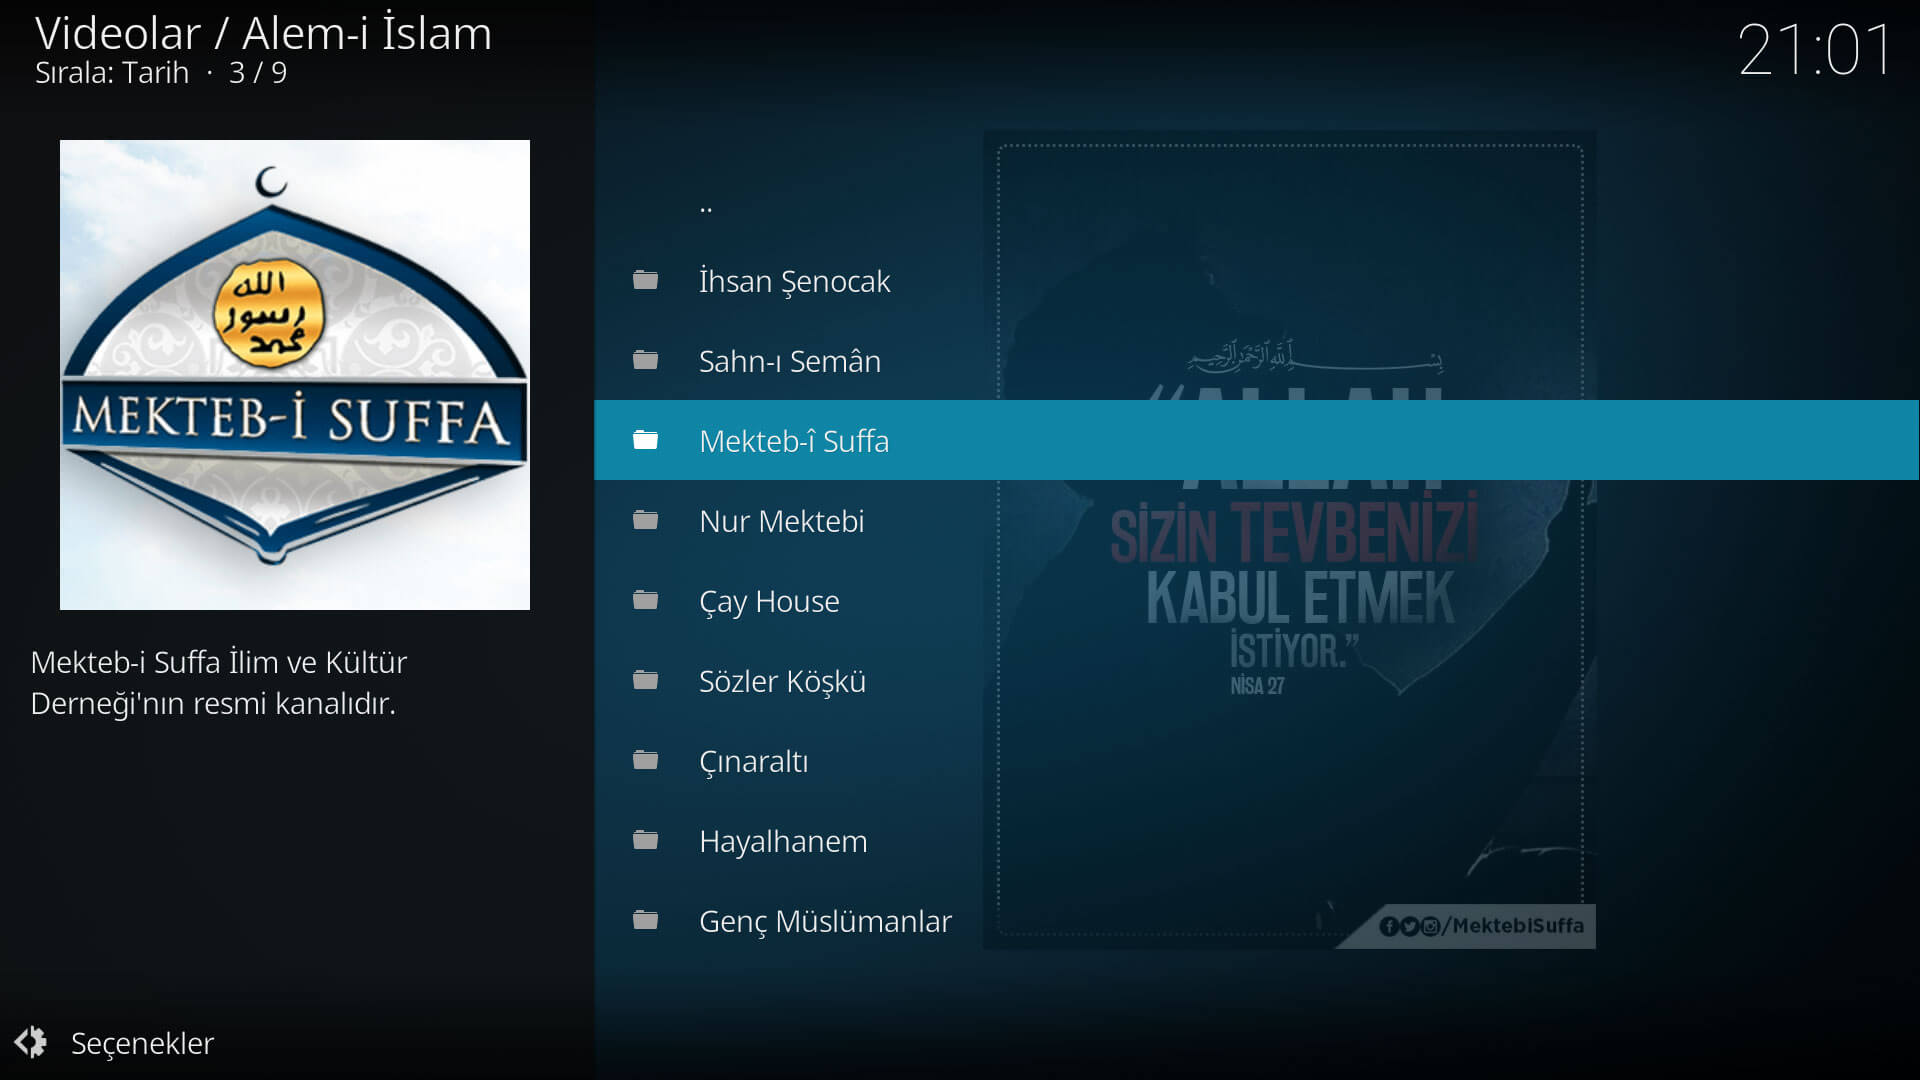 Videolar / Alem-i İslam
Sırala: Tarih · 3 / 9
21:01
الله
رسول
محمد
MEKTEB-İ SUFFA
Mekteb-i Suffa İlim ve Kültür
Derneği'nın resmi kanalıdır.
..
İhsan Şenocak
Sahn-ı Semân
Mekteb-î Suffa
Nur Mektebi
Çay House
Sözler Köşkü
Çınaraltı
Hayalhanem
Genç Müslümanlar
بسم الله الرحمن الرحيم
SİZİN TEVBENİZİ
KABUL ETMEK
İSTİYOR.”
NİSA 27
/MektebiSuffa
Seçenekler